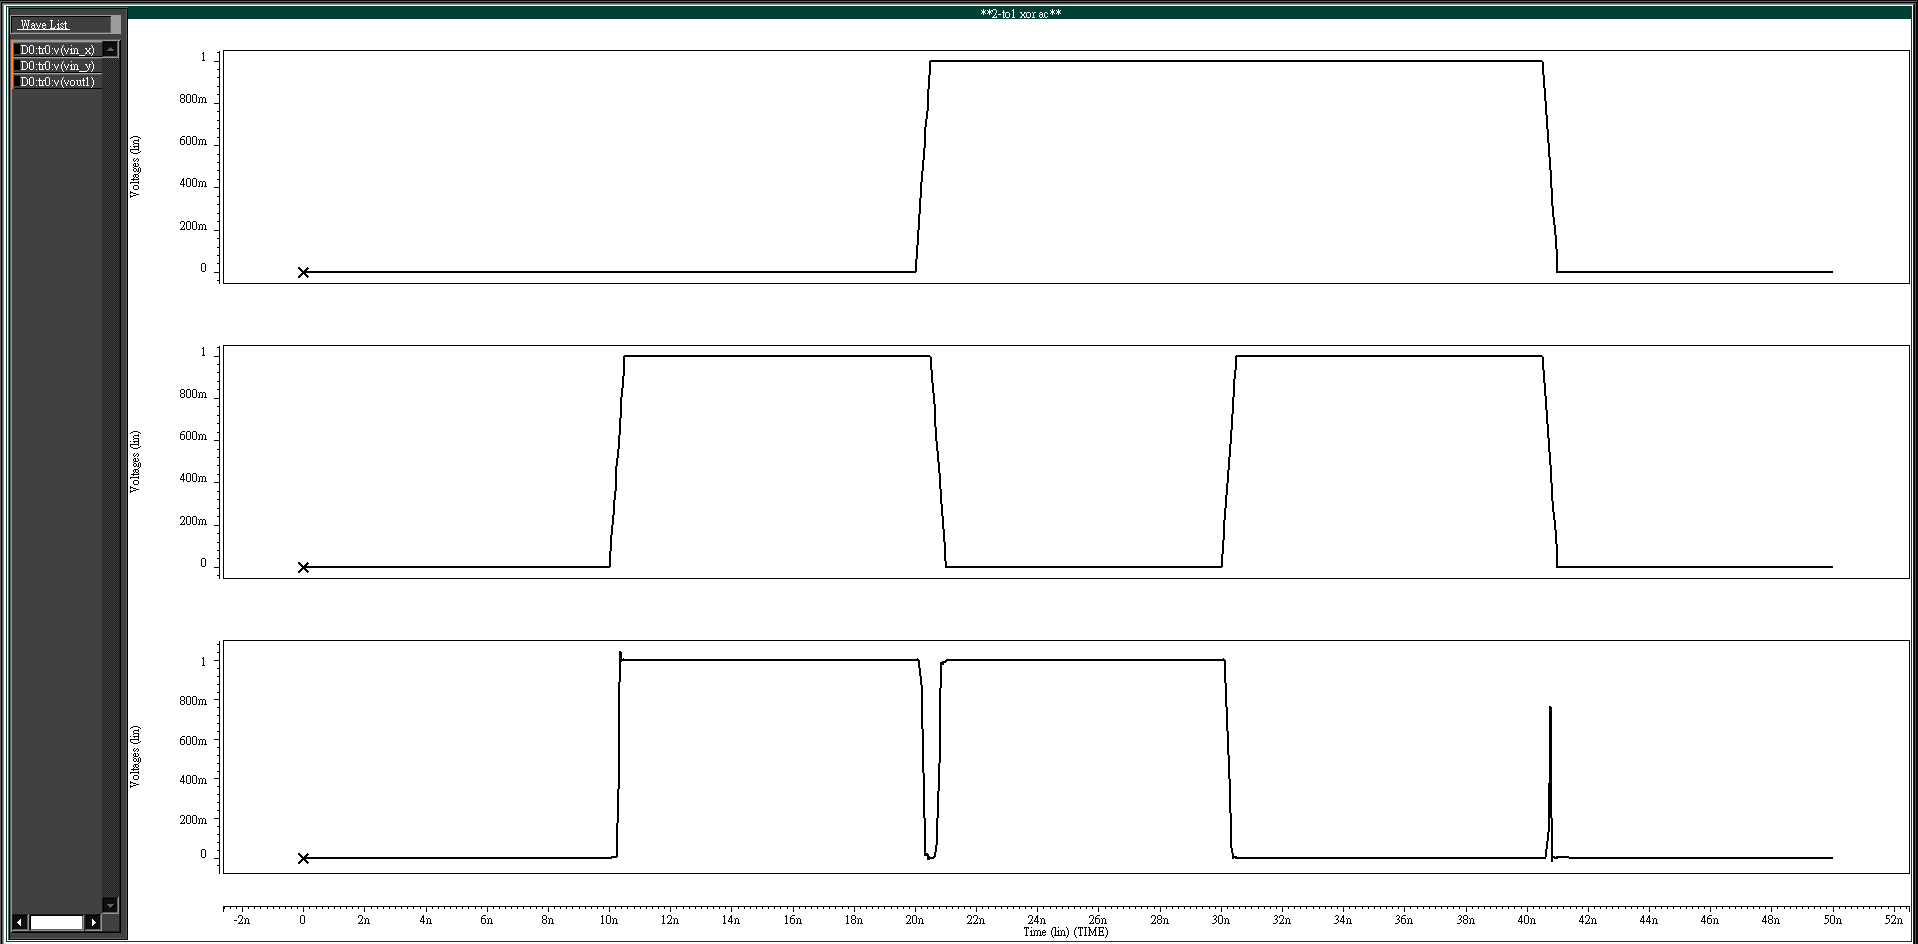 **2-to1 xor ac**
Wave List
D0:tr0:v(vin_x)
D0:tr0:v(vin_y)
D0:tr0:v(vout1)
Voltages (lin)
1
800m
600m
400m
200m
0
Voltages (lin)
1
800m
600m
400m
200m
0
Voltages (lin)
1
800m
600m
400m
200m
0
-2n 0 2n 4n 6n 8n 10n 12n 14n 16n 18n 20n 22n 24n 26n 28n 30n 32n 34n 36n 38n 40n 42n 44n 46n 48n 50n 52n
Time (lin) (TIME)